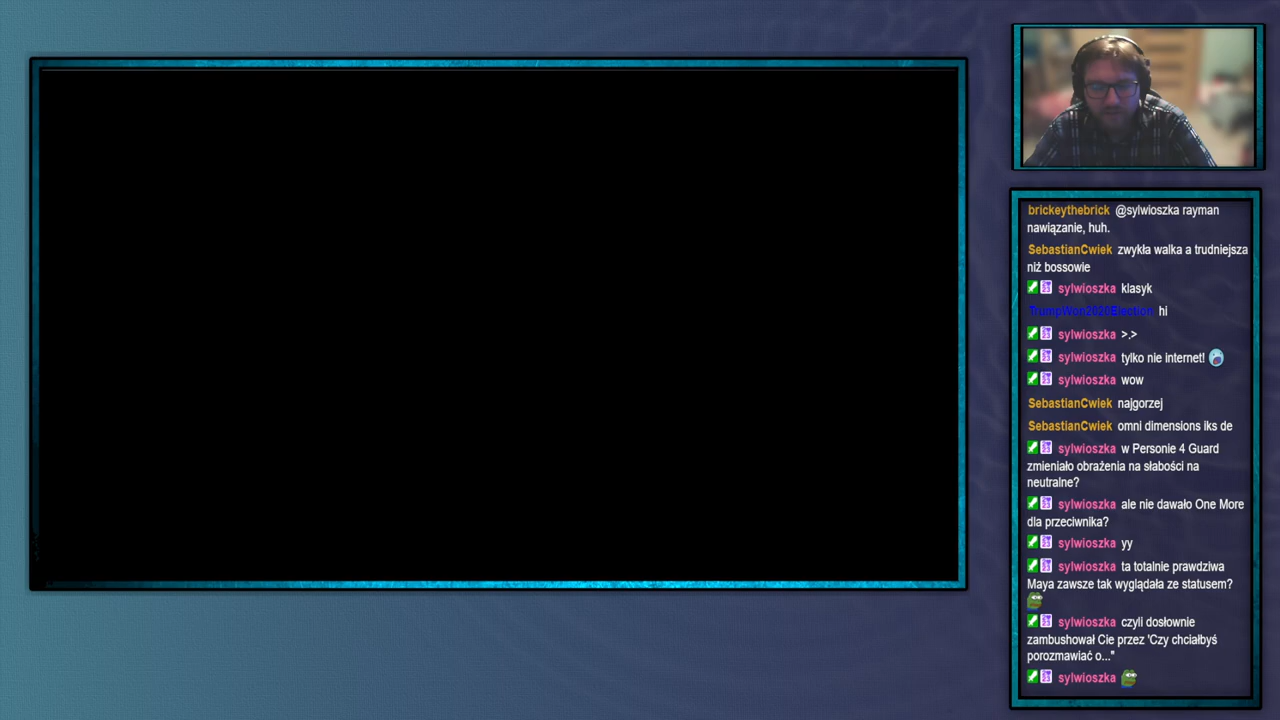 brickeythebrick @sylwioszka rayman
nawiązanie, huh.
SebastianCwiek zwykła walka a trudniejsza
niż bossowie
sylwioszka klasyk
TrumpWon2020Election hi
sylwioszka >.>
sylwioszka tylko nie internet!
sylwioszka wow
SebastianCwiek najgorzej
SebastianCwiek omni dimensions iks de
sylwioszka w Personie 4 Guard
zmieniało obrażenia na słabości na
neutralne?
sylwioszka ale nie dawało One More
dla przeciwnika?
sylwioszka yy
sylwioszka ta totalnie prawdziwa
Maya zawsze tak wyglądała ze statusem?
sylwioszka czyli dosłownie
zambushował Cie przez 'Czy chciałbyś
porozmawiać o..."
sylwioszka